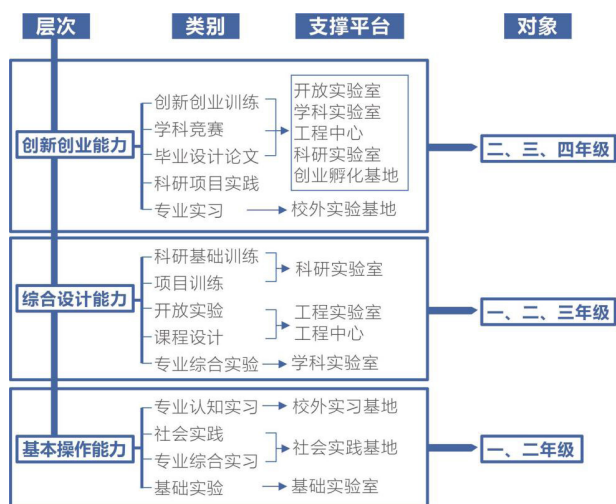 层次 类别 支撑平台 对象
创新创业训练
学科竞赛
毕业设计论文
科研项目实践
专业实习
创新创业能力
开放实验室
学科实验室
工程中心
科研实验室
创业孵化基地
校外实验基地
二、三、四年级
综合设计能力
科研基础训练
项目训练
开放实验
课程设计
专业综合实验
科研实验室
工程实验室
工程中心
学科实验室
一、二、三年级
基本操作能力
专业认知实习
社会实践
专业综合实习
基础实验
校外实习基地
社会实践基地
基础实验室
一、二年级